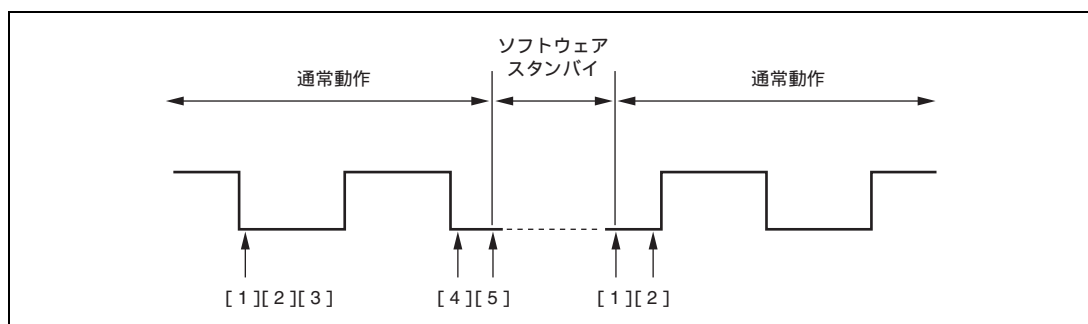 ソフトウェア
スタンバイ
通常動作
通常動作
[ 1 ][ 2 ][ 3 ]
[ 4 ][ 5 ]
[ 1 ][ 2 ]